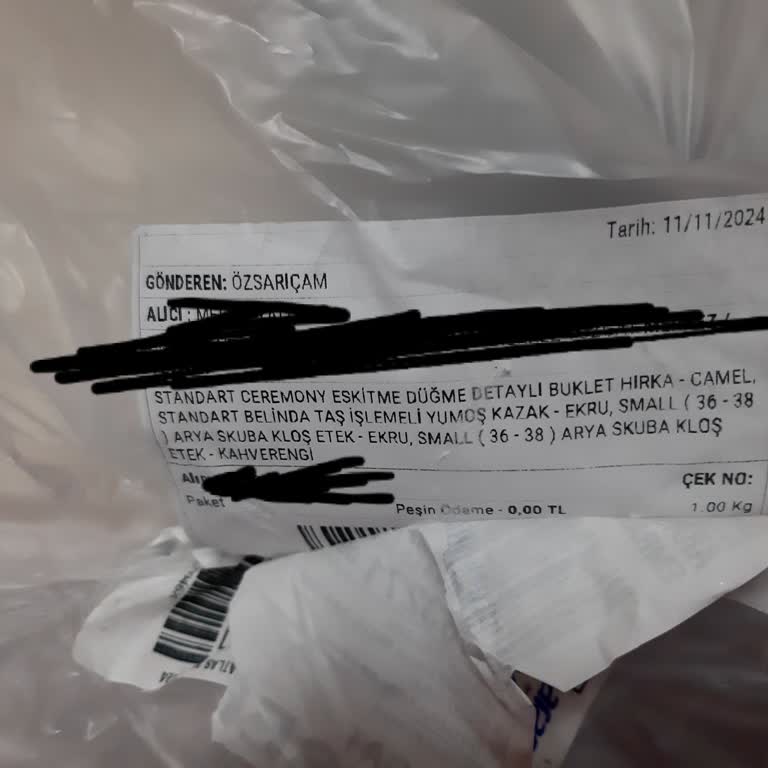 Tarih: 11/11/2024
GÖNDEREN: ÖZSARIÇAM
ALICI :
STANDART CEREMONY ESKİTME DÜĞME DETAYLI BUKLET HIRKA - CAMEL,
STANDART BELİNDA TAŞ İŞLEMELİ YUMOŞ KAZAK - EKRU, SMALL ( 36 - 38
) ARYA SKUBA KLOŞ ETEK - EKRU, SMALL ( 36 - 38 ) ARYA SKUBA KLOŞ
ETEK - KAHVERENGİ
ÇEK NO:
Paket
Peşin Ödeme - 0,00 TL
1.00 Kg